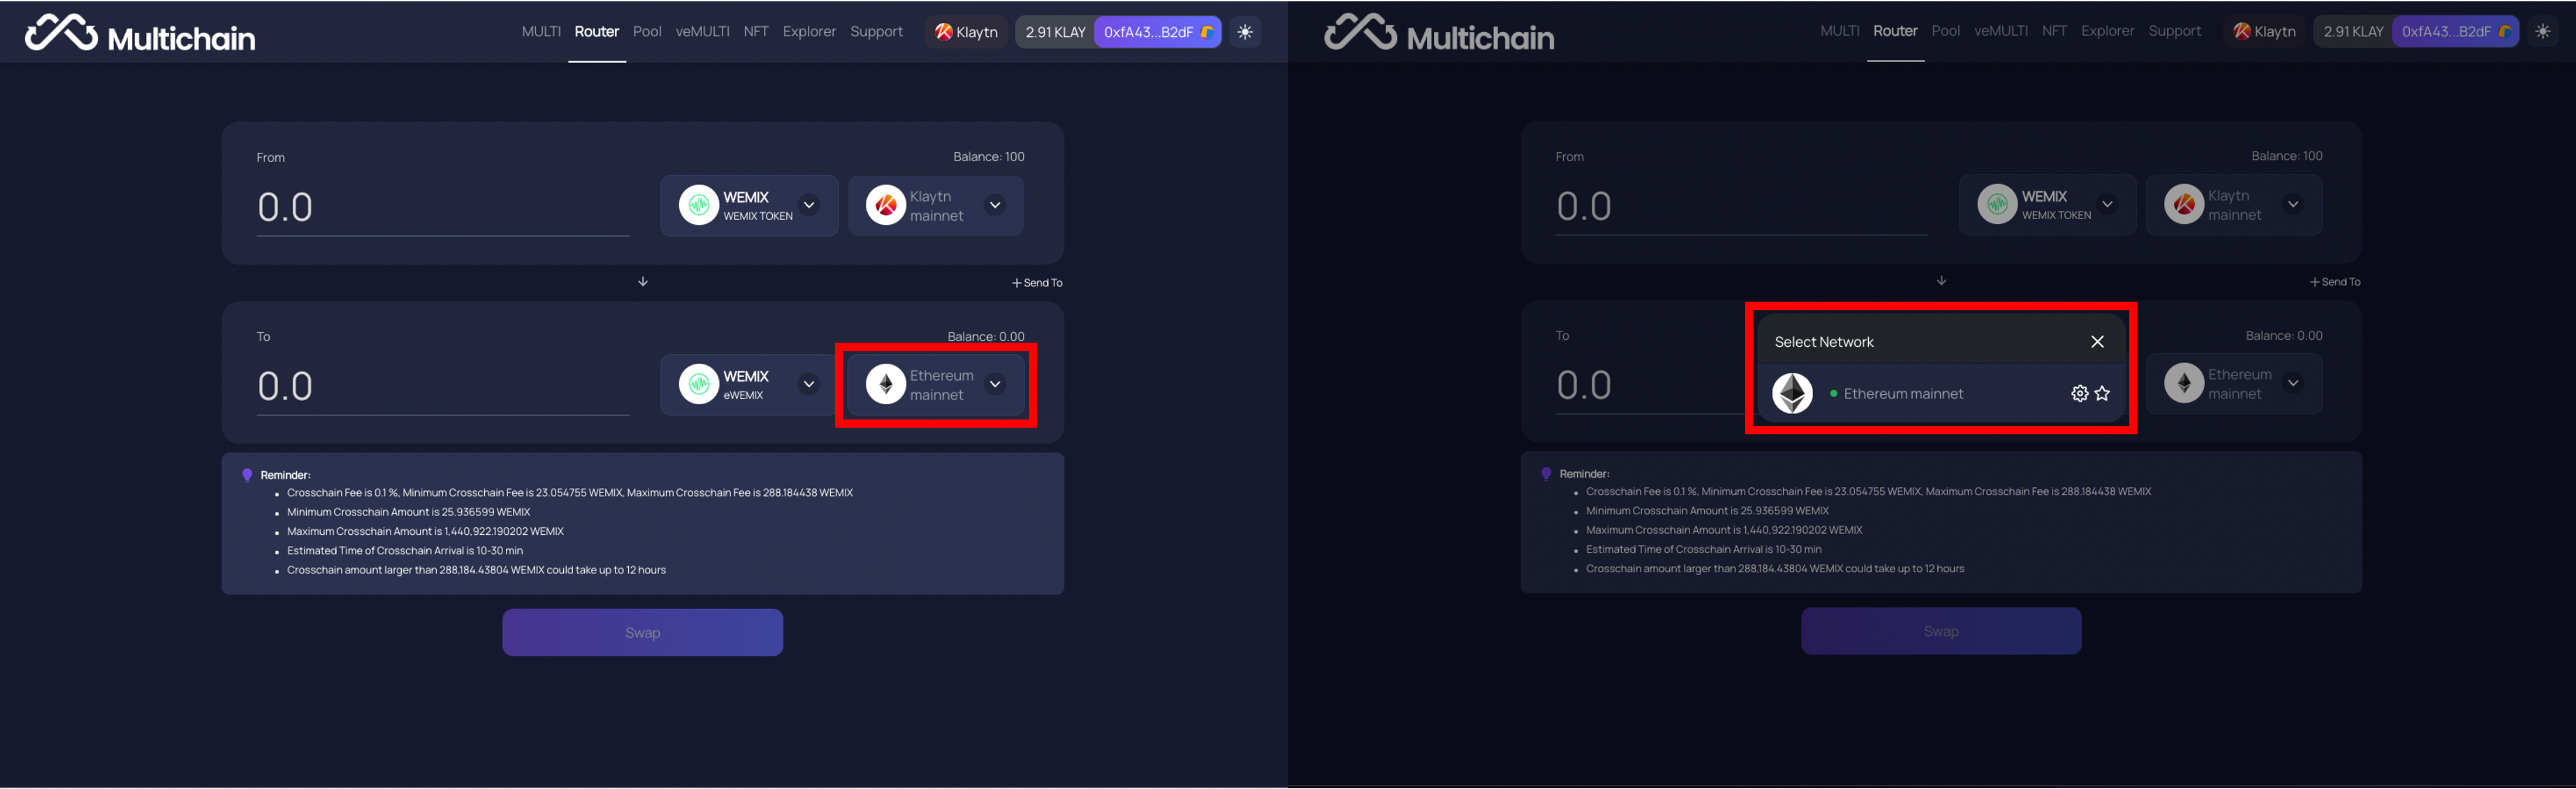 Multichain
MULTI Router Pool veMULTI NFT Explorer Support Klaytn 2.91 KLAY 0xfA43...B2dF
From
Balance: 100
0.0
WEMIX
WEMIX TOKEN
Klaytn
mainnet
Send To
To
Balance: 0.00
0.0
WEMIX
eWEMIX
Ethereum
mainnet
Reminder:
Crosschain Fee is 0.1 %, Minimum Crosschain Fee is 23.054755 WEMIX, Maximum Crosschain Fee is 288.184438 WEMIX
Minimum Crosschain Amount is 25.936599 WEMIX
Maximum Crosschain Amount is 1,440,922.190202 WEMIX
Estimated Time of Crosschain Arrival is 10-30 min
Crosschain amount larger than 288,184.43804 WEMIX could take up to 12 hours
Swap
Multichain
MULTI Router Pool veMULTI NFT Explorer Support Klaytn 2.91 KLAY 0xfA43...B2dF
From
Balance: 100
0.0
WEMIX
WEMIX TOKEN
Klaytn
mainnet
Send To
To
Balance: 0.00
Select Network
Ethereum mainnet
0.0
Ethereum
mainnet
Reminder:
Crosschain Fee is 0.1 %, Minimum Crosschain Fee is 23.054755 WEMIX, Maximum Crosschain Fee is 288.184438 WEMIX
Minimum Crosschain Amount is 25.936599 WEMIX
Maximum Crosschain Amount is 1,440,922.190202 WEMIX
Estimated Time of Crosschain Arrival is 10-30 min
Crosschain amount larger than 288,184.43804 WEMIX could take up to 12 hours
Swap